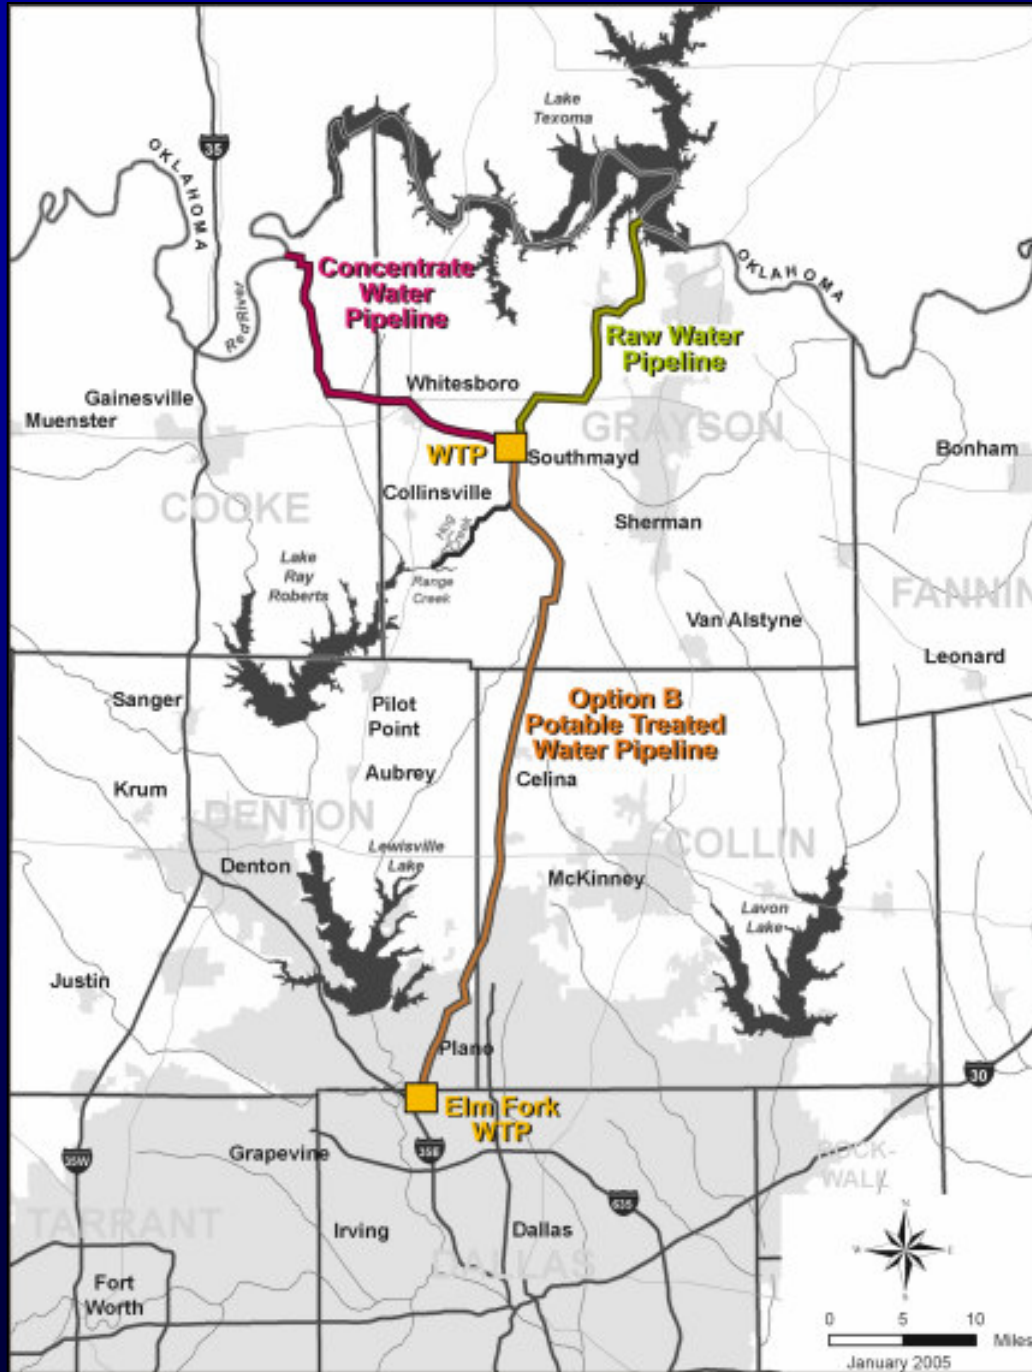 Lake
Texoma
35
OKLAHOMA
OKLAHOMA
Red River
Concentrate
Water
Pipeline
Raw Water
Pipeline
Whitesboro
Gainesville
Muenster
GRAYSON
WTP
Southmayd
Bonham
Collinsville
COOKE
Sherman
Hog
Creek
Lake
Ray
Roberts
Range
Creek
FANNIN
Van Alstyne
Leonard
Sanger
Pilot
Point
Option B
Potable Treated
Water Pipeline
Aubrey
Celina
Krum
DENTON
COLLIN
Lewisville
Lake
Denton
McKinney
Lavon
Lake
Justin
Plano
30
Elm Fork
WTP
35W
Grapevine
35E
ROCK-
WALL
635
TARRANT
Irving
Dallas
DALLAS
Fort
Worth
N
W
E
S
0 5 10
Miles
January 2005